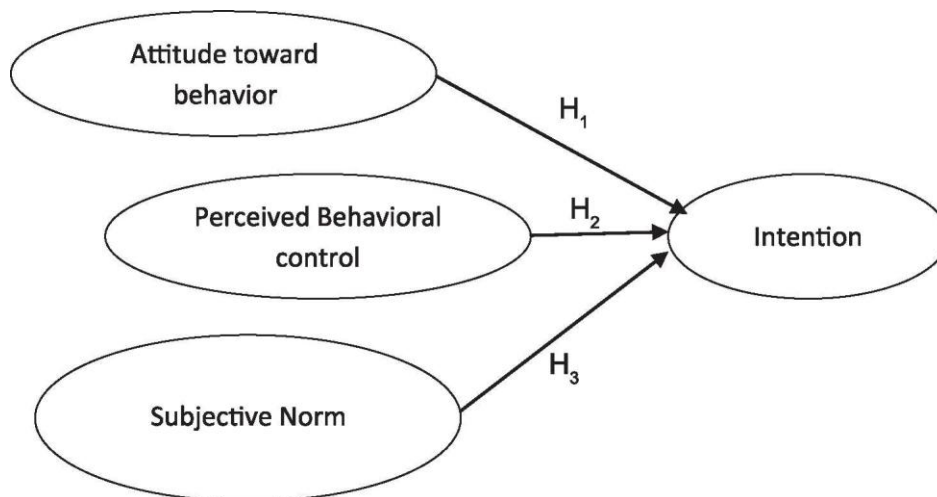 Attitude toward
behavior
H1
Perceived Behavioral
control
H2
Intention
H3
Subjective Norm